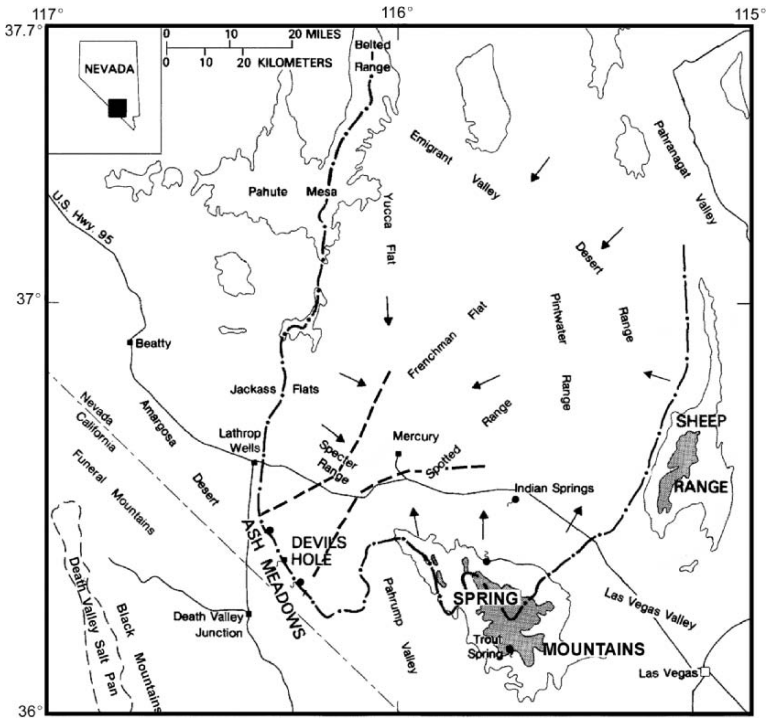 117°
116°
115°
37.7°
0 10 20 MILES
0 10 20 KILOMETERS
NEVADA
Belted
Range
Emigrant
Valley
Pahranagat
Valley
Pahute Mesa
Yucca
Flat
U.S. Hwy. 95
Desert
Range
37°
Pintwater
Range
Frenchman Flat
Beatty
Jackass Flats
Nevada
California
Amargosa
Desert
Funeral Mountains
Lathrop
Wells
Specter
Range
Mercury
Spotted
Range
SHEEP
RANGE
Indian Springs
ASH MEADOWS
DEVILS
HOLE
Death Valley
Salt Pan
Black Mountains
Death Valley
Junction
Pahrump
Valley
SPRING
MOUNTAINS
Trout
Spring
Las Vegas Valley
Las Vegas
36°